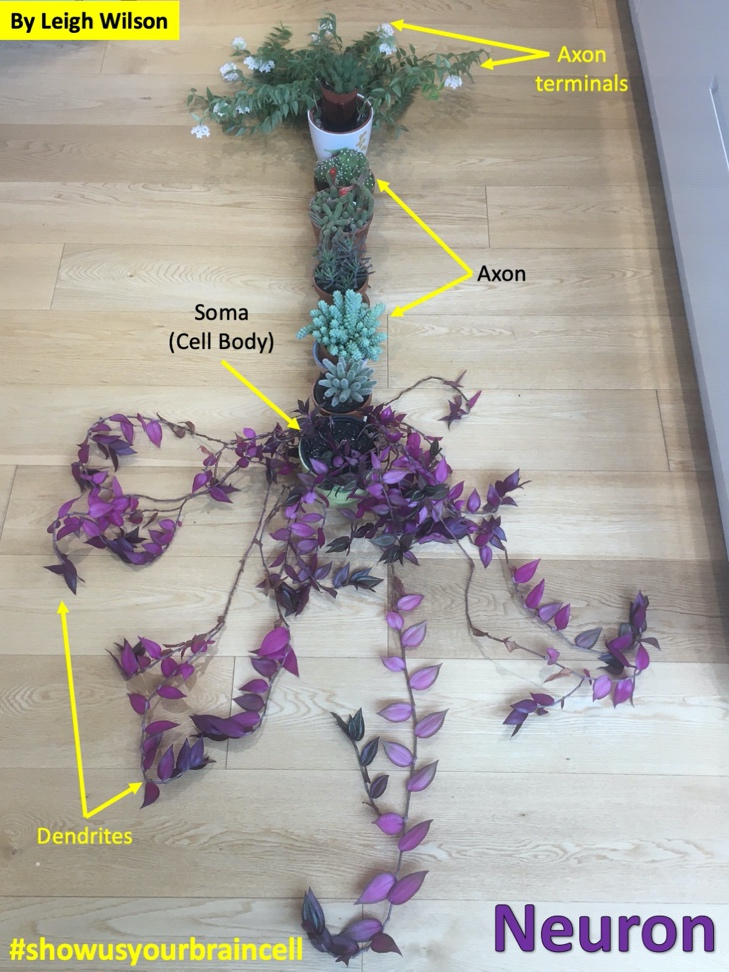 By Leigh Wilson
Axon
terminals
Axon
Soma
(Cell Body)
Dendrites
Neuron
#showusyourbraincell